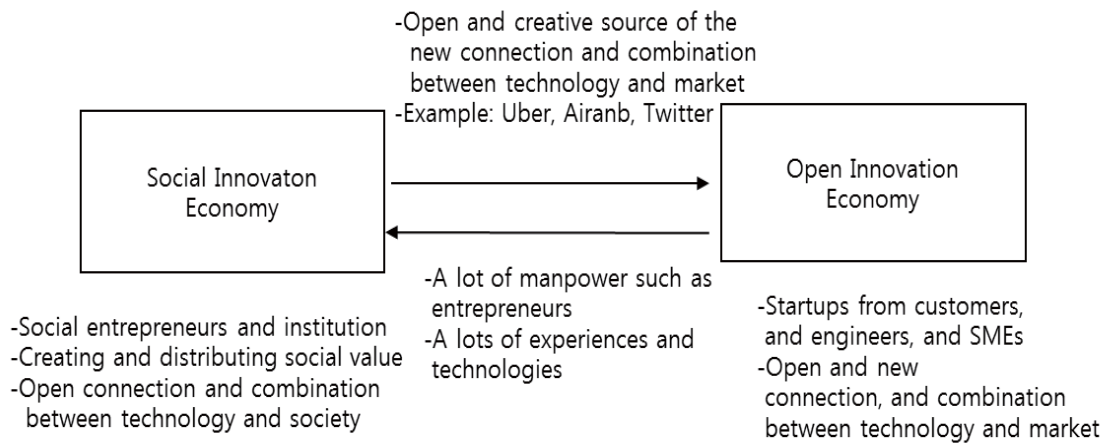 -Open and creative source of the
new connection and combination
between technology and market
-Example: Uber, Airanb, Twitter
Social Innovaton
Economy
Open Innovation
Economy
-A lot of manpower such as
entrepreneurs
-A lots of experiences and
technologies
-Social entrepreneurs and institution
-Creating and distributing social value
-Open connection and combination
between technology and society
-Startups from customers,
and engineers, and SMEs
-Open and new
connection, and combination
between technology and market